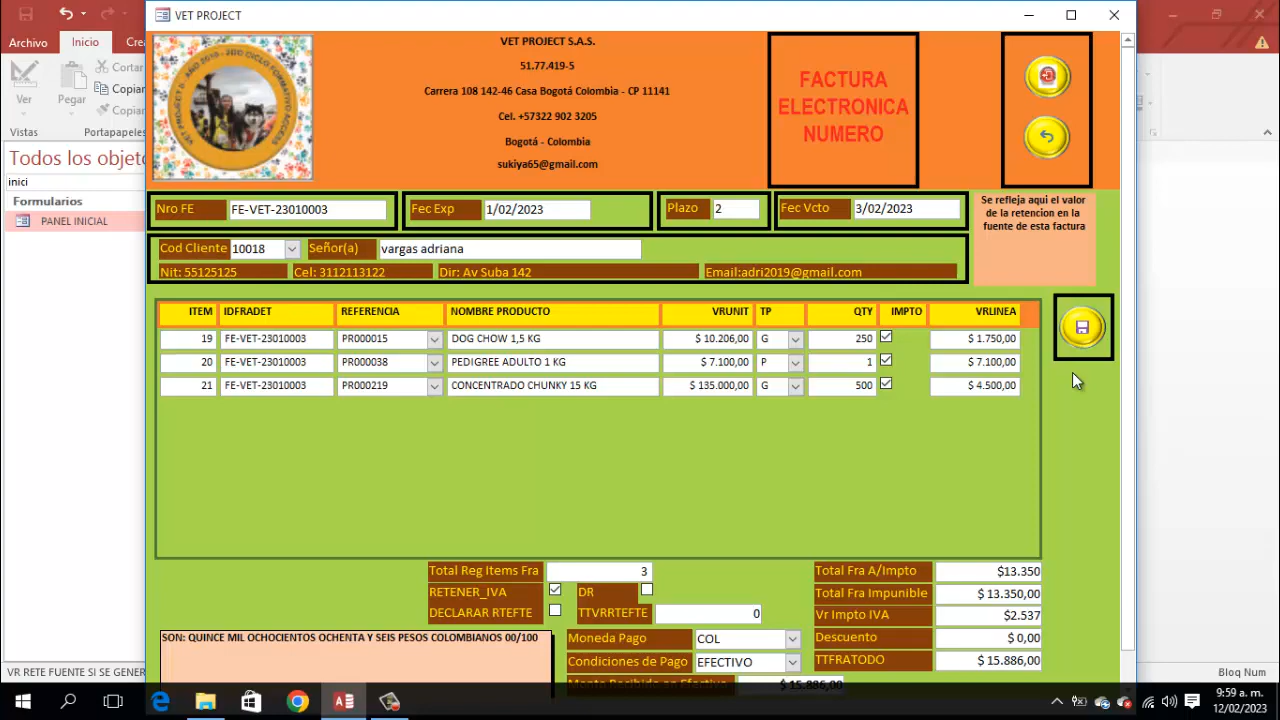 VET PROJECT
Archivo
Inicio
Crea
Ver
Pegar
Cortar
Copiar
Copiar
Vistas
Portapapeles
Todos los objeto
inici
Formularios
PANEL INICIAL
VET PROJECT S.A.S.
51.77.419-5
Carrera 108 142-46 Casa Bogotá Colombia - CP 11141
Cel. +57322 902 3205
Bogotá - Colombia
sukiya65@gmail.com
FACTURA
ELECTRONICA
NUMERO
Nro FE FE-VET-23010003 Fec Exp 1/02/2023 Plazo 2 Fec Vcto 3/02/2023
Se refleja aqui el valor
de la retencion en la
fuente de esta factura
Cod Cliente 10018 Señor(a) vargas adriana
Nit: 55125125 Cel: 3112113122 Dir: Av Suba 142 Email:adri2019@gmail.com
ITEM IDFRADET REFERENCIA NOMBRE PRODUCTO VRUNIT TP QTY IMPTO VRLINEA
19 FE-VET-23010003 PR000015 DOG CHOW 1,5 KG $ 10.206,00 G 250 $ 1.750,00
20 FE-VET-23010003 PR000038 PEDIGREE ADULTO 1 KG $ 7.100,00 P 1 $ 7.100,00
21 FE-VET-23010003 PR000219 CONCENTRADO CHUNKY 15 KG $ 135.000,00 G 500 $ 4.500,00
Total Reg Items Fra 3
RETENER_IVA DR
DECLARAR RTEFTE TTVRRTEFTE 0
Total Fra A/Impto $13.350
Total Fra Impunible $ 13.350,00
Vr Impto IVA $2.537
Descuento $ 0,00
TTFRATODO $ 15.886,00
SON: QUINCE MIL OCHOCIENTOS OCHENTA Y SEIS PESOS COLOMBIANOS 00/100
Moneda Pago COL
Condiciones de Pago EFECTIVO
Monto Recibido en Efectivo $ 15.886,00
VR RETE FUENTE SI SE GENER
Bloq Num
9:59 a. m.
12/02/2023